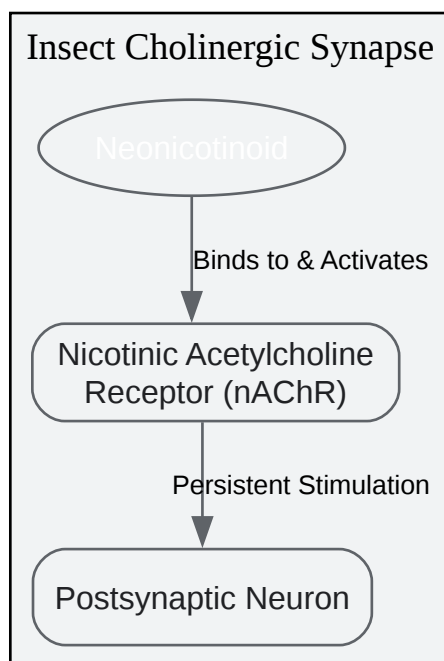 Insect Cholinergic Synapse
Neonicotinoid
Binds to & Activates
Nicotinic Acetylcholine
Receptor (nAChR)
Persistent Stimulation
Postsynaptic Neuron